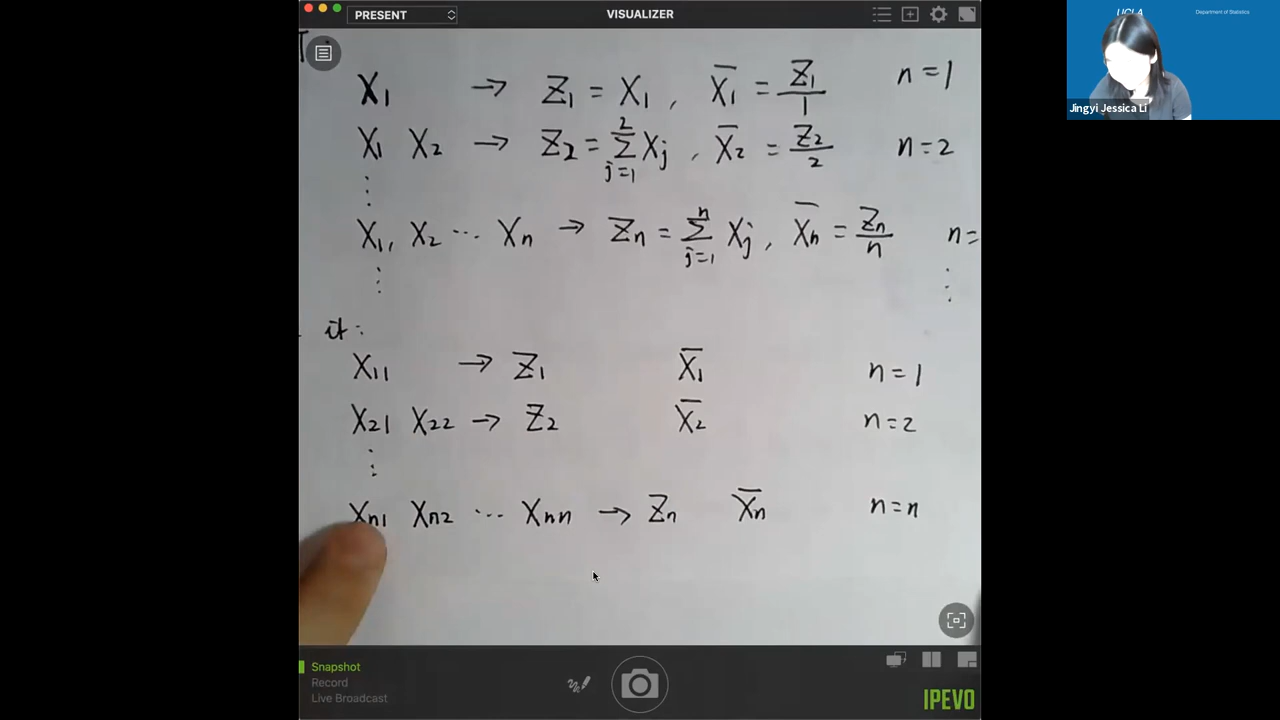 PRESENT
VISUALIZER
UCLA
Department of Statistics
Jingyi Jessica Li
X₁ → Z₁ = X₁ , X̄₁ = Z₁/1 n = 1
X₁ X₂ → Z₂ = ∑_{j=1}^{2} Xⱼ , X̄₂ = Z₂/2 n = 2
⋮
X₁, X₂ ⋯ Xₙ → Zₙ = ∑_{j=1}^{n} Xⱼ , X̄ₙ = Zₙ/n n =
⋮ ⋮
it:
X₁₁ → Z₁ X̄₁ n = 1
X₂₁ X₂₂ → Z₂ X̄₂ n = 2
⋮
Xₙ₁ Xₙ₂ ⋯ Xₙₙ → Zₙ X̄ₙ n = n
Snapshot
Record
Live Broadcast
IPEVO